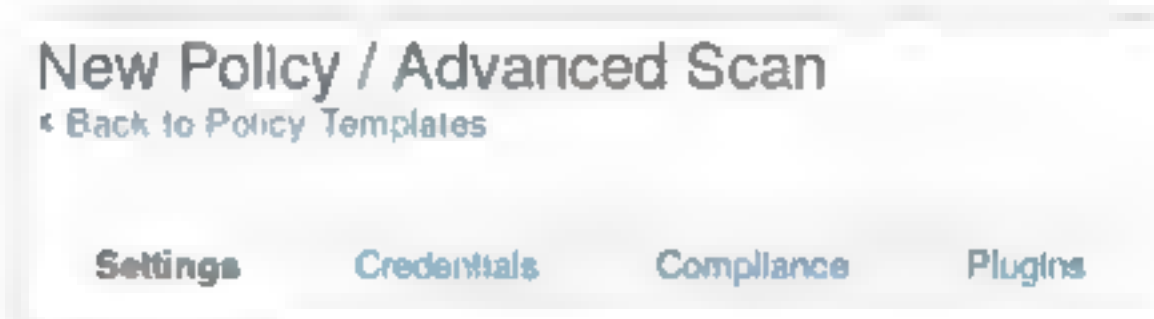 New Policy / Advanced Scan
‹ Back to Policy Templates
Settings Credentials Compliance Plugins